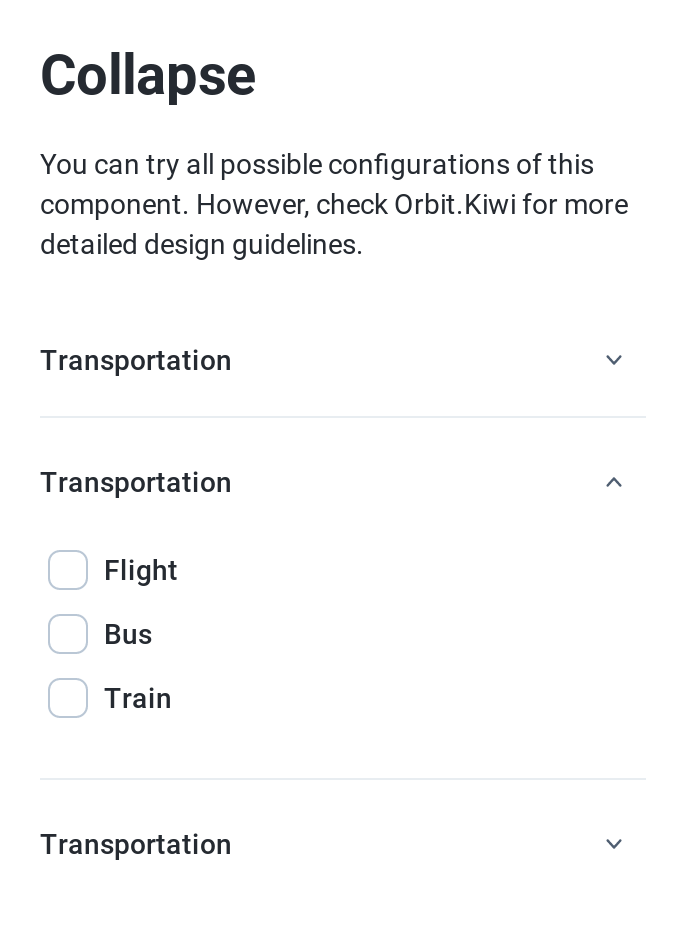 Collapse
You can try all possible configurations of this
component. However, check Orbit.Kiwi for more
detailed design guidelines.
Transportation
Transportation
Flight
Bus
Train
Transportation